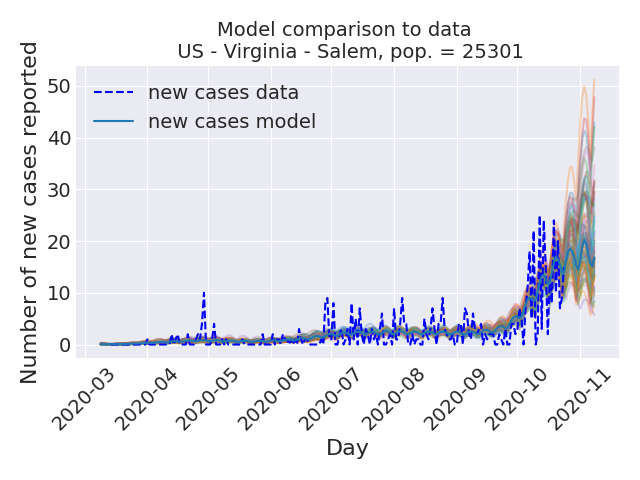 Model comparison to data
US - Virginia - Salem, pop. = 25301
Number of new cases reported
50
40
30
20
10
0
new cases data
new cases model
2020-03
2020-04
2020-05
2020-06
2020-07
2020-08
2020-09
2020-10
2020-11
Day